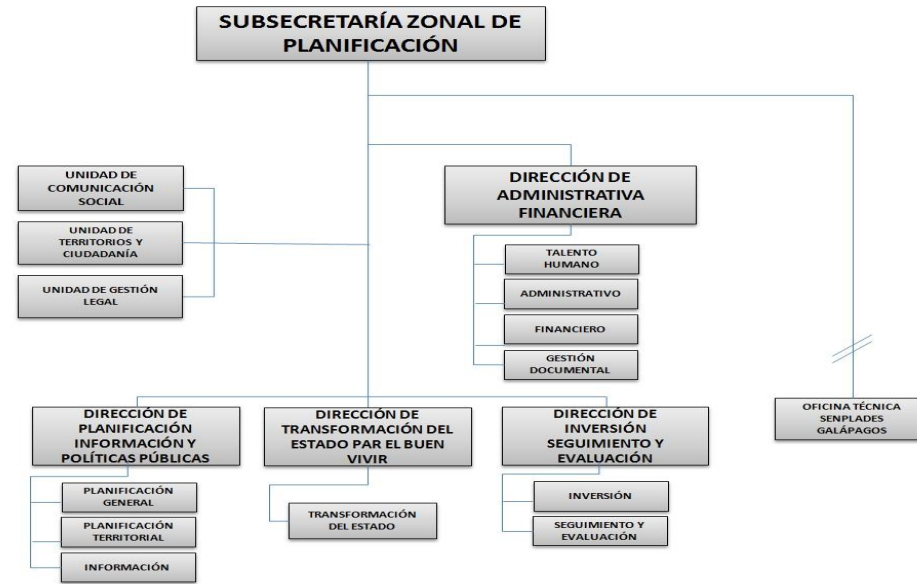 SUBSECRETARÍA ZONAL DE
PLANIFICACIÓN
UNIDAD DE
COMUNICACIÓN
SOCIAL
UNIDAD DE
TERRITORIOS Y
CIUDADANÍA
UNIDAD DE GESTIÓN
LEGAL
DIRECCIÓN DE
ADMINISTRATIVA
FINANCIERA
TALENTO
HUMANO
ADMINISTRATIVO
FINANCIERO
GESTIÓN
DOCUMENTAL
OFICINA TÉCNICA
SENPLADES
GALÁPAGOS
DIRECCIÓN DE
PLANIFICACIÓN
INFORMACIÓN Y
POLÍTICAS PÚBLICAS
PLANIFICACIÓN
GENERAL
PLANIFICACIÓN
TERRITORIAL
INFORMACIÓN
DIRECCIÓN DE
TRANSFORMACIÓN DEL
ESTADO PAR EL BUEN
VIVIR
TRANSFORMACIÓN
DEL ESTADO
DIRECCIÓN DE
INVERSIÓN
SEGUIMIENTO Y
EVALUACIÓN
INVERSIÓN
SEGUIMIENTO Y
EVALUACIÓN